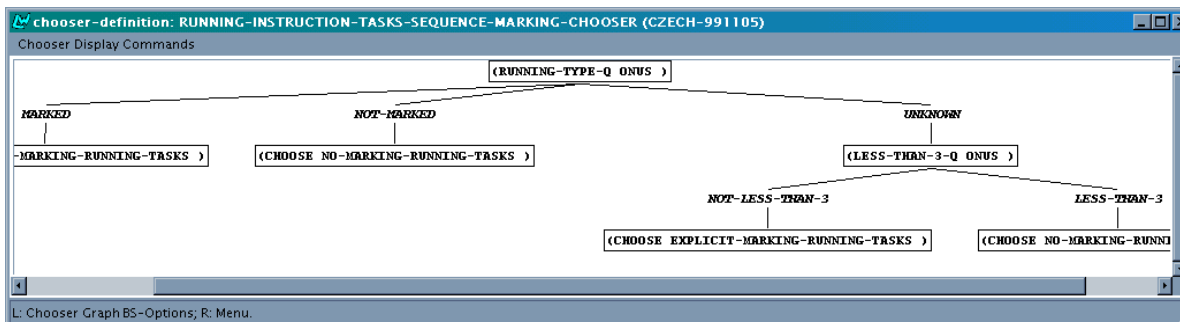 chooser-definition: RUNNING-INSTRUCTION-TASKS-SEQUENCE-MARKING-CHOOSER (CZECH-991105)
Chooser Display Commands
(RUNNING-TYPE-Q ONUS )
MARKED NOT-MARKED UNKNOWN
-MARKING-RUNNING-TASKS ) (CHOOSE NO-MARKING-RUNNING-TASKS ) (LESS-THAN-3-Q ONUS )
NOT-LESS-THAN-3 LESS-THAN-3
(CHOOSE EXPLICIT-MARKING-RUNNING-TASKS ) (CHOOSE NO-MARKING-RUNNI
L: Chooser Graph BS-Options; R: Menu.